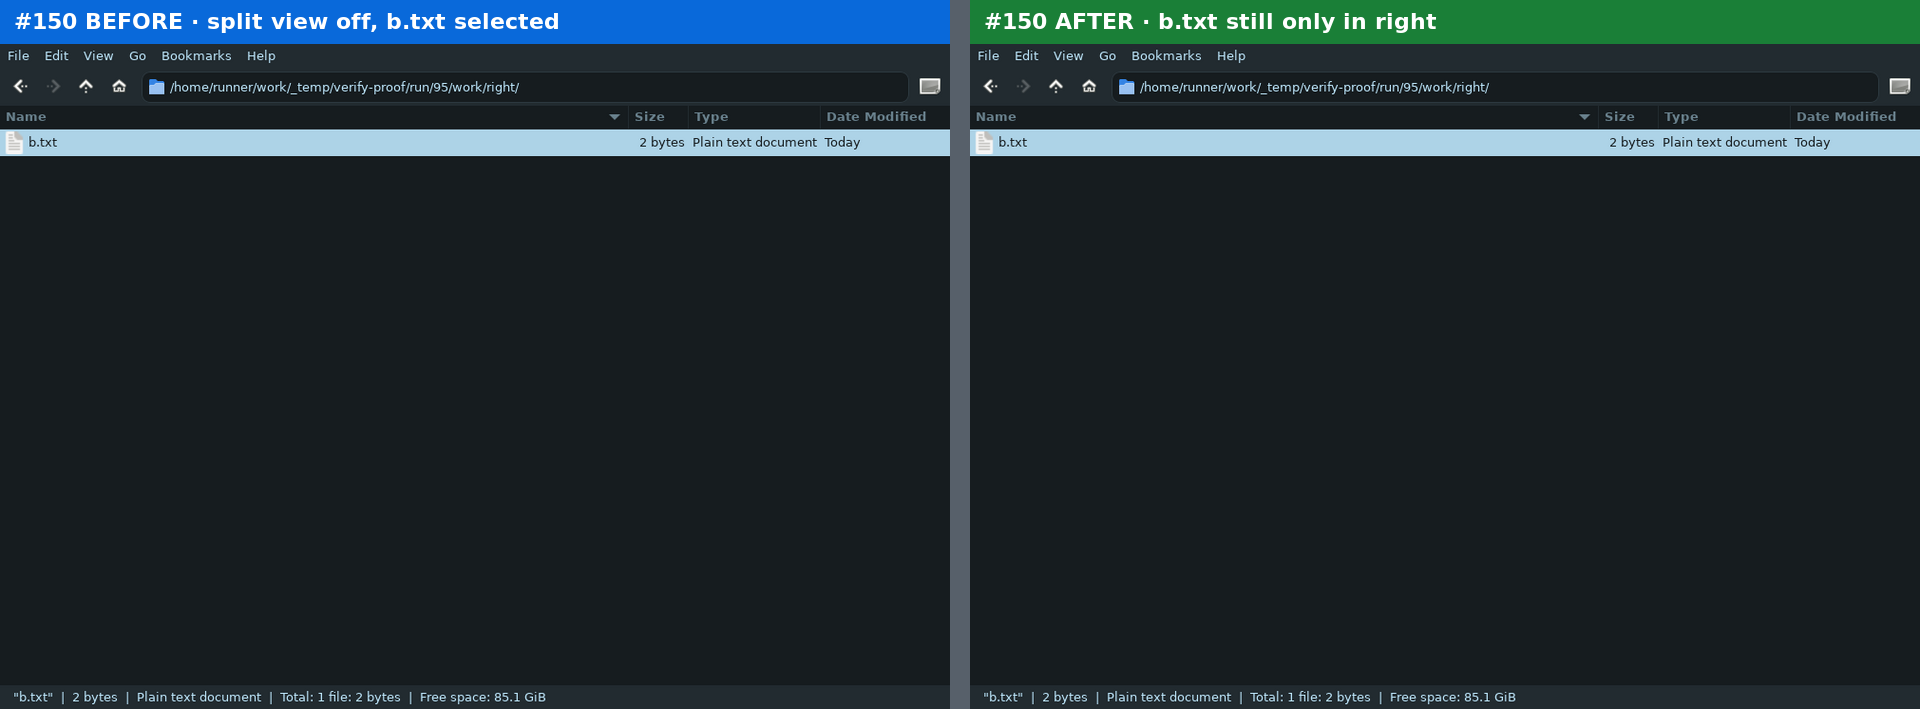 #150 BEFORE · split view off, b.txt selected
File Edit View Go Bookmarks Help
/home/runner/work/_temp/verify-proof/run/95/work/right/
Name Size Type Date Modified
b.txt 2 bytes Plain text document Today
"b.txt" | 2 bytes | Plain text document | Total: 1 file: 2 bytes | Free space: 85.1 GiB
#150 AFTER · b.txt still only in right
File Edit View Go Bookmarks Help
/home/runner/work/_temp/verify-proof/run/95/work/right/
Name Size Type Date Modified
b.txt 2 bytes Plain text document Today
"b.txt" | 2 bytes | Plain text document | Total: 1 file: 2 bytes | Free space: 85.1 GiB